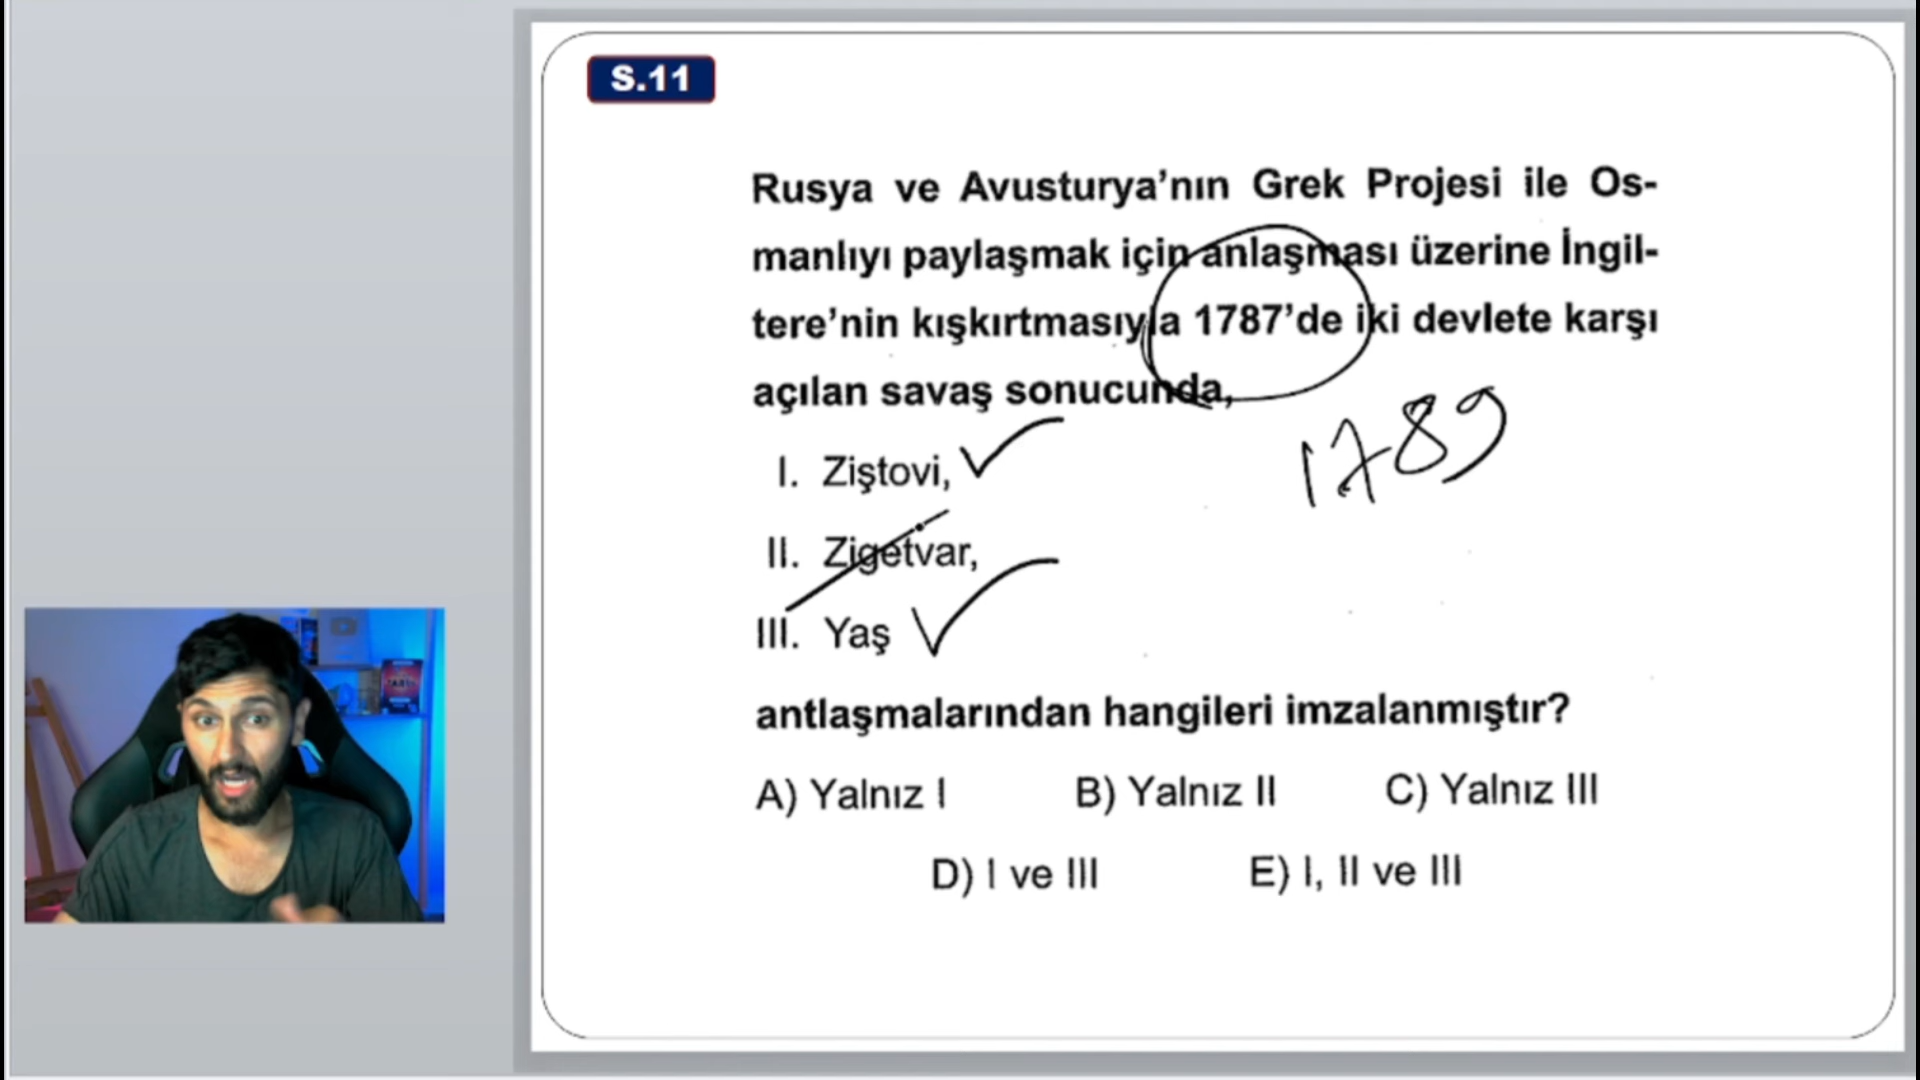 S.11
Rusya ve Avusturya’nın Grek Projesi ile Os-
manlıyı paylaşmak için anlaşması üzerine İngil-
tere’nin kışkırtmasıyla 1787’de iki devlete karşı
açılan savaş sonucunda,
1789
I. Ziştovi,
II. Zigetvar,
III. Yaş
antlaşmalarından hangileri imzalanmıştır?
A) Yalnız I B) Yalnız II C) Yalnız III
D) I ve III E) I, II ve III